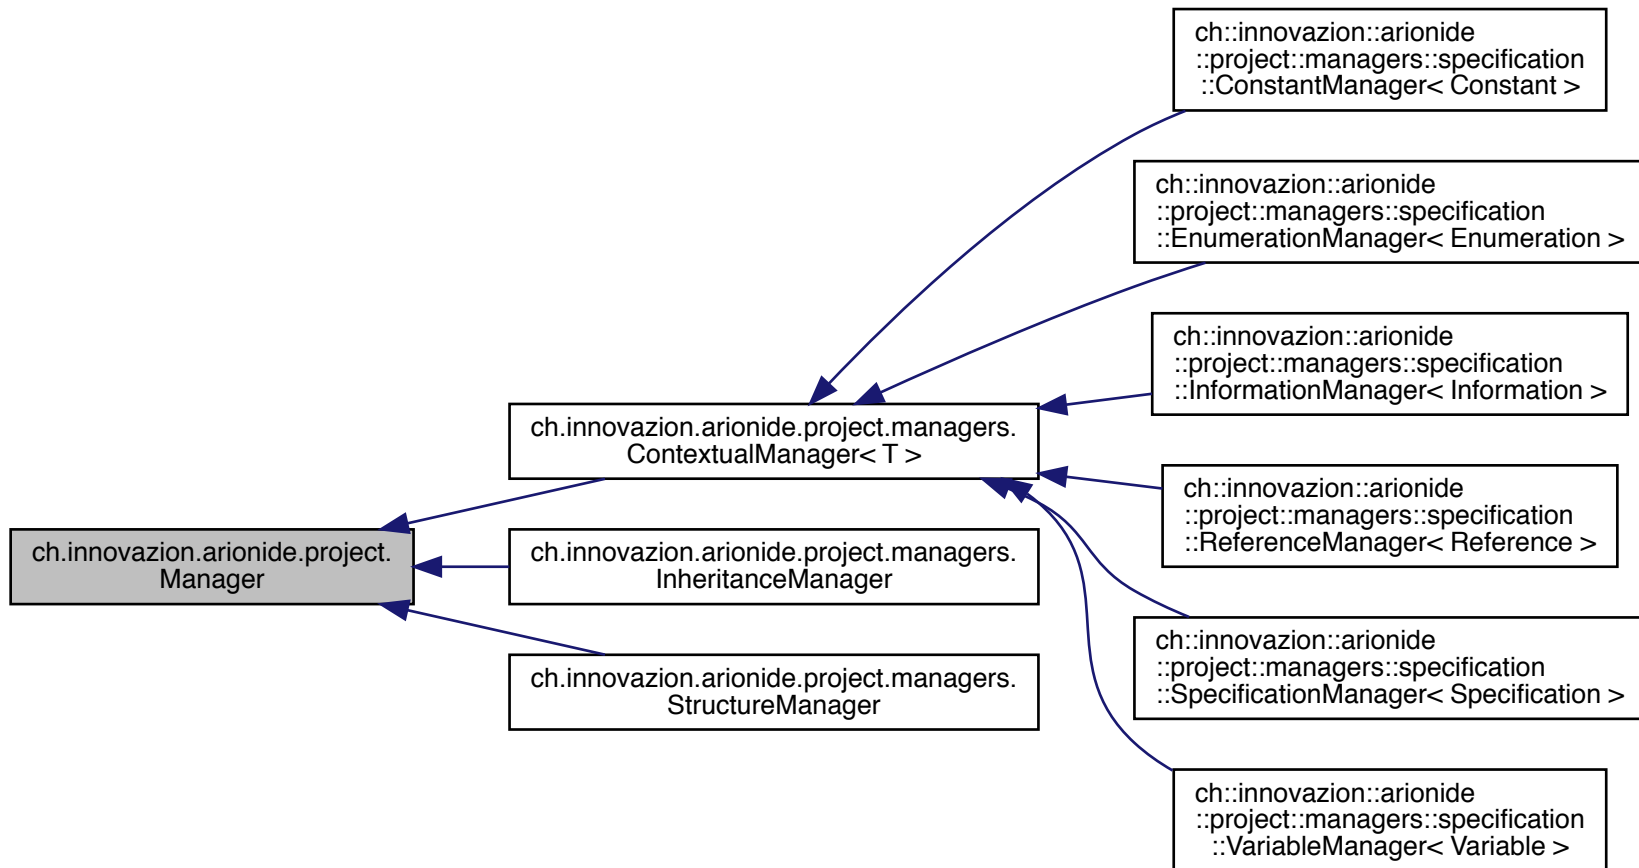 ch::innovazion::arionide
::project::managers::specification
::ConstantManager< Constant >
ch::innovazion::arionide
::project::managers::specification
::EnumerationManager< Enumeration >
ch::innovazion::arionide
::project::managers::specification
::InformationManager< Information >
ch.innovazion.arionide.project.managers.
ContextualManager< T >
ch::innovazion::arionide
::project::managers::specification
::ReferenceManager< Reference >
ch.innovazion.arionide.project.
Manager
ch.innovazion.arionide.project.managers.
InheritanceManager
ch::innovazion::arionide
::project::managers::specification
::SpecificationManager< Specification >
ch.innovazion.arionide.project.managers.
StructureManager
ch::innovazion::arionide
::project::managers::specification
::VariableManager< Variable >